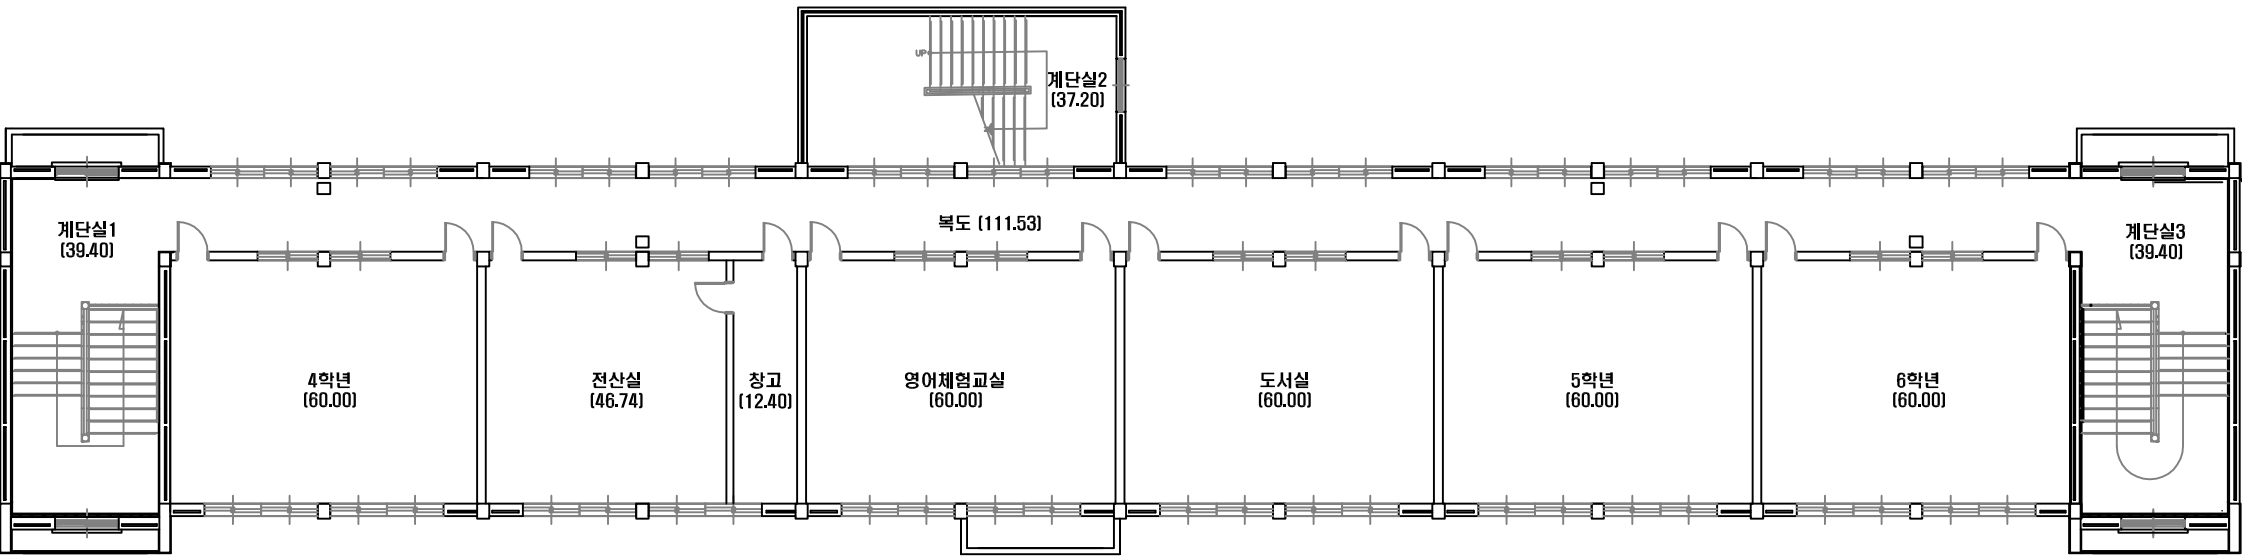 UP
계단실2
(37.20)
계단실1
(39.40)
복도 (111.53)
계단실3
(39.40)
4학년
(60.00)
전산실
(46.74)
창고
(12.40)
영어체험교실
(60.00)
도서실
(60.00)
5학년
(60.00)
6학년
(60.00)